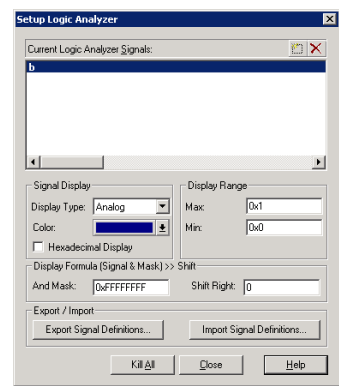 Setup Logic Analyzer
Current Logic Analyzer Signals:
b
Signal Display
Display Range
Display Type: Analog
Max: 0x1
Color:
Min: 0x0
Hexadecimal Display
Display Formula (Signal & Mask) >> Shift
And Mask: 0xFFFFFFFF
Shift Right: 0
Export / Import
Export Signal Definitions...
Import Signal Definitions...
Kill All
Close
Help